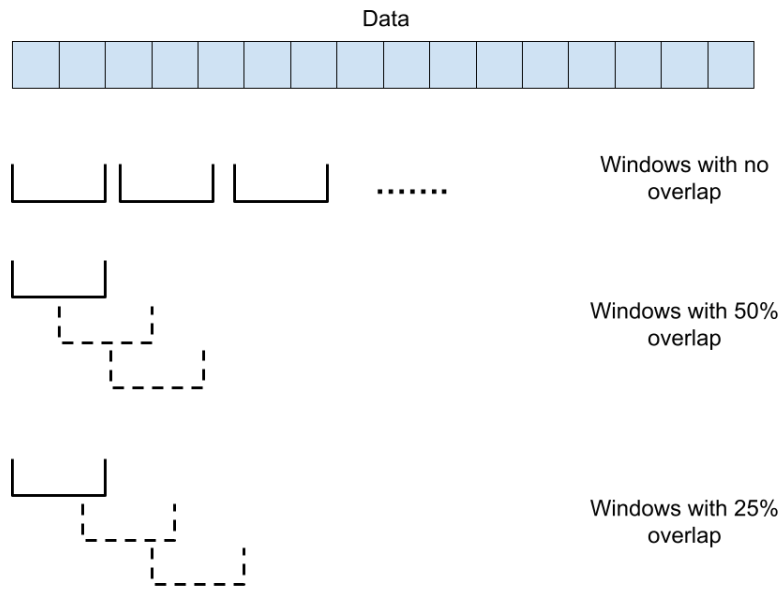 Data
Windows with no
overlap
Windows with 50%
overlap
Windows with 25%
overlap